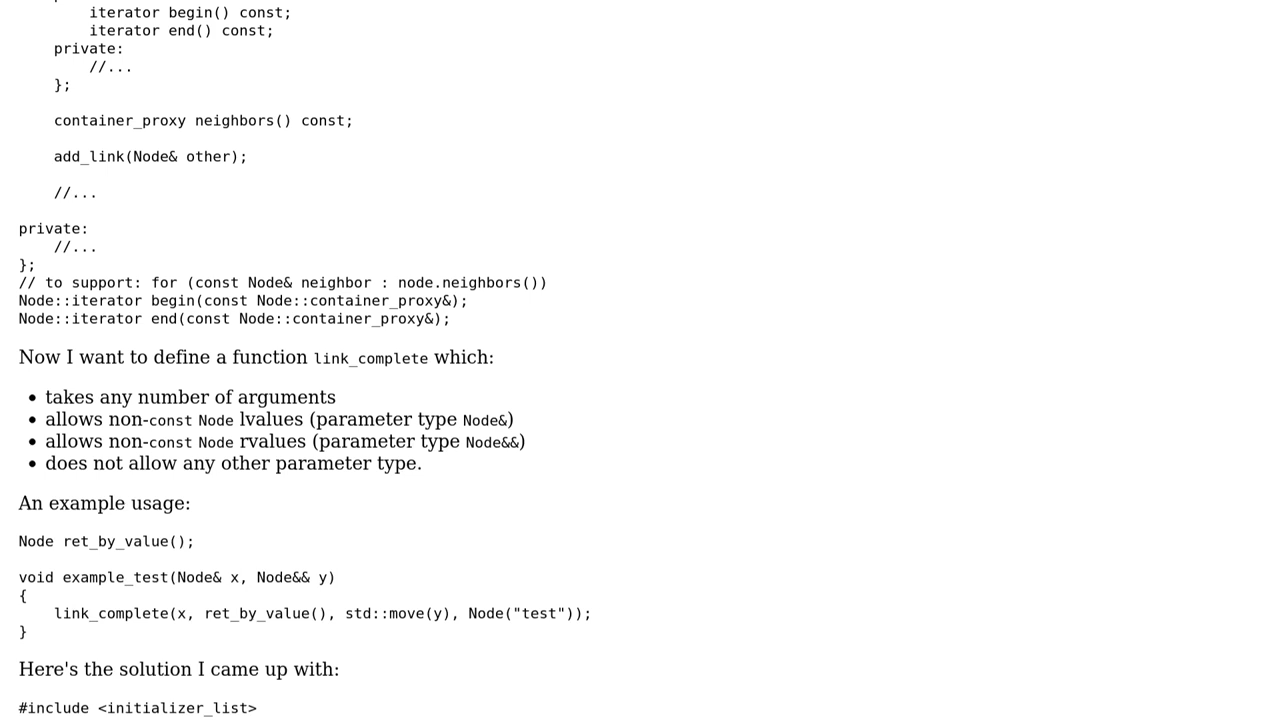 iterator begin() const;
        iterator end() const;
    private:
        //...
    };

    container_proxy neighbors() const;

    add_link(Node& other);

    //...

private:
    //...
};
// to support: for (const Node& neighbor : node.neighbors())
Node::iterator begin(const Node::container_proxy&);
Node::iterator end(const Node::container_proxy&);
Now I want to define a function link_complete which:
• takes any number of arguments
• allows non-const Node lvalues (parameter type Node&)
• allows non-const Node rvalues (parameter type Node&&)
• does not allow any other parameter type.
An example usage:
Node ret_by_value();

void example_test(Node& x, Node&& y)
{
    link_complete(x, ret_by_value(), std::move(y), Node("test"));
}
Here's the solution I came up with:
#include <initializer_list>